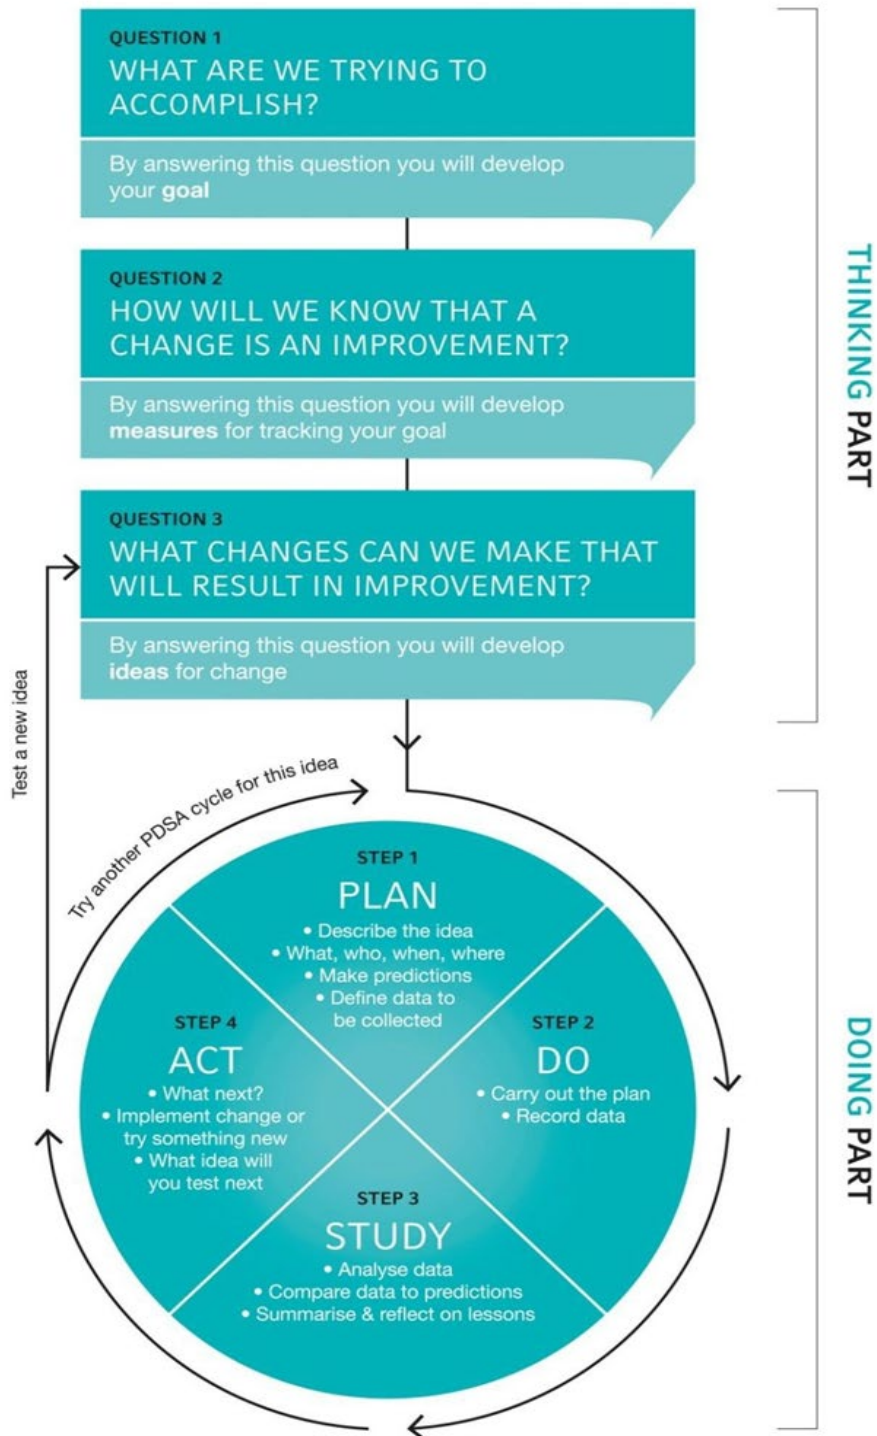 QUESTION 1
WHAT ARE WE TRYING TO
ACCOMPLISH?
By answering this question you will develop
your goal
QUESTION 2
HOW WILL WE KNOW THAT A
CHANGE IS AN IMPROVEMENT?
By answering this question you will develop
measures for tracking your goal
QUESTION 3
WHAT CHANGES CAN WE MAKE THAT
WILL RESULT IN IMPROVEMENT?
By answering this question you will develop
ideas for change
THINKING PART
Test a new idea
Try another PDSA cycle for this idea
STEP 1
PLAN
• Describe the idea
• What, who, when, where
• Make predictions
• Define data to
be collected
STEP 2
DO
• Carry out the plan
• Record data
STEP 3
STUDY
• Analyse data
• Compare data to predictions
• Summarise & reflect on lessons
STEP 4
ACT
• What next?
• Implement change or
try something new
• What idea will
you test next
DOING PART